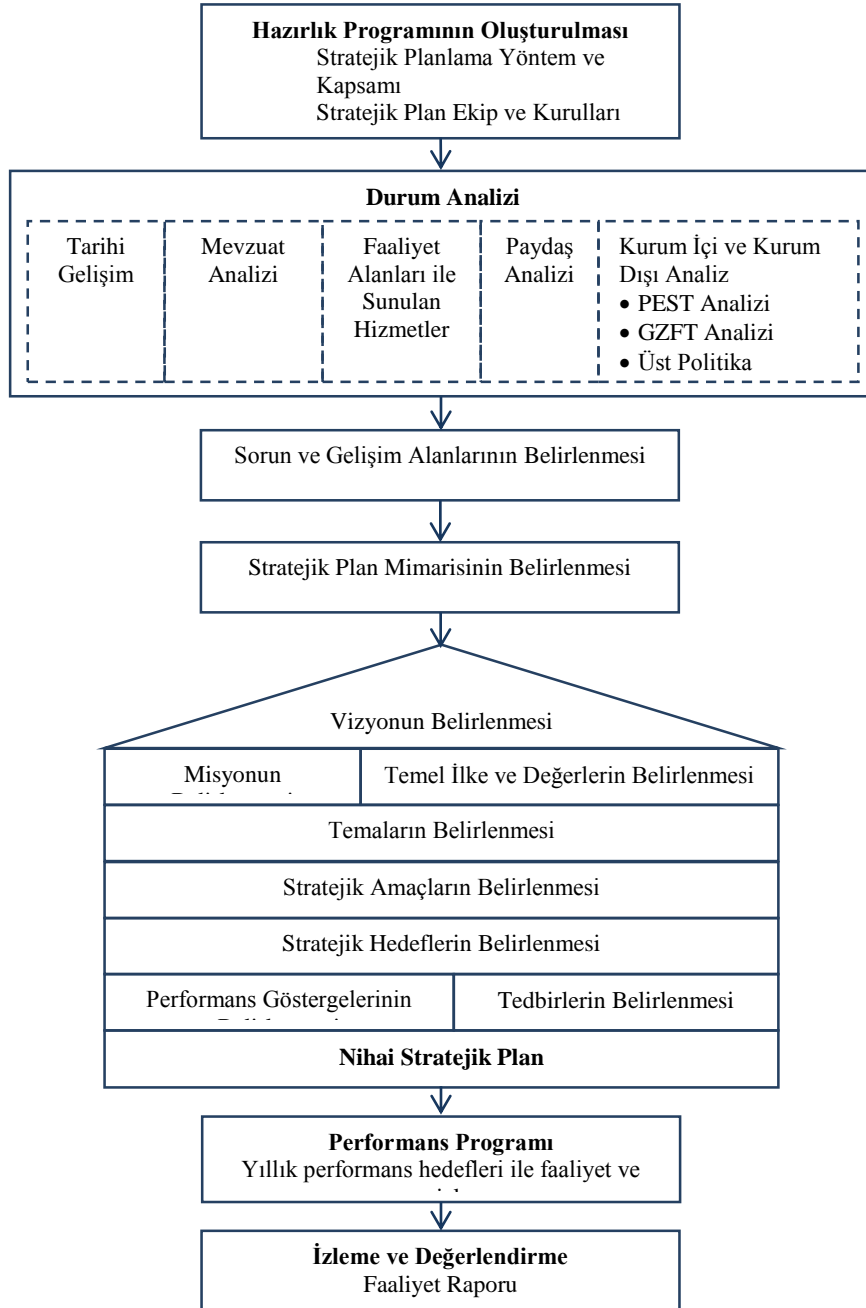 Hazırlık Programının Oluşturulması
Stratejik Planlama Yöntem ve
Kapsamı
Stratejik Plan Ekip ve Kurulları
Durum Analizi
Tarihi
Gelişim
Mevzuat
Analizi
Faaliyet
Alanları ile
Sunulan
Hizmetler
Paydaş
Analizi
Kurum İçi ve Kurum
Dışı Analiz
• PEST Analizi
• GZFT Analizi
• Üst Politika
Sorun ve Gelişim Alanlarının Belirlenmesi
Stratejik Plan Mimarisinin Belirlenmesi
Vizyonun Belirlenmesi
Misyonun
Temel İlke ve Değerlerin Belirlenmesi
Temaların Belirlenmesi
Stratejik Amaçların Belirlenmesi
Stratejik Hedeflerin Belirlenmesi
Performans Göstergelerinin
Tedbirlerin Belirlenmesi
Nihai Stratejik Plan
Performans Programı
Yıllık performans hedefleri ile faaliyet ve
İzleme ve Değerlendirme
Faaliyet Raporu